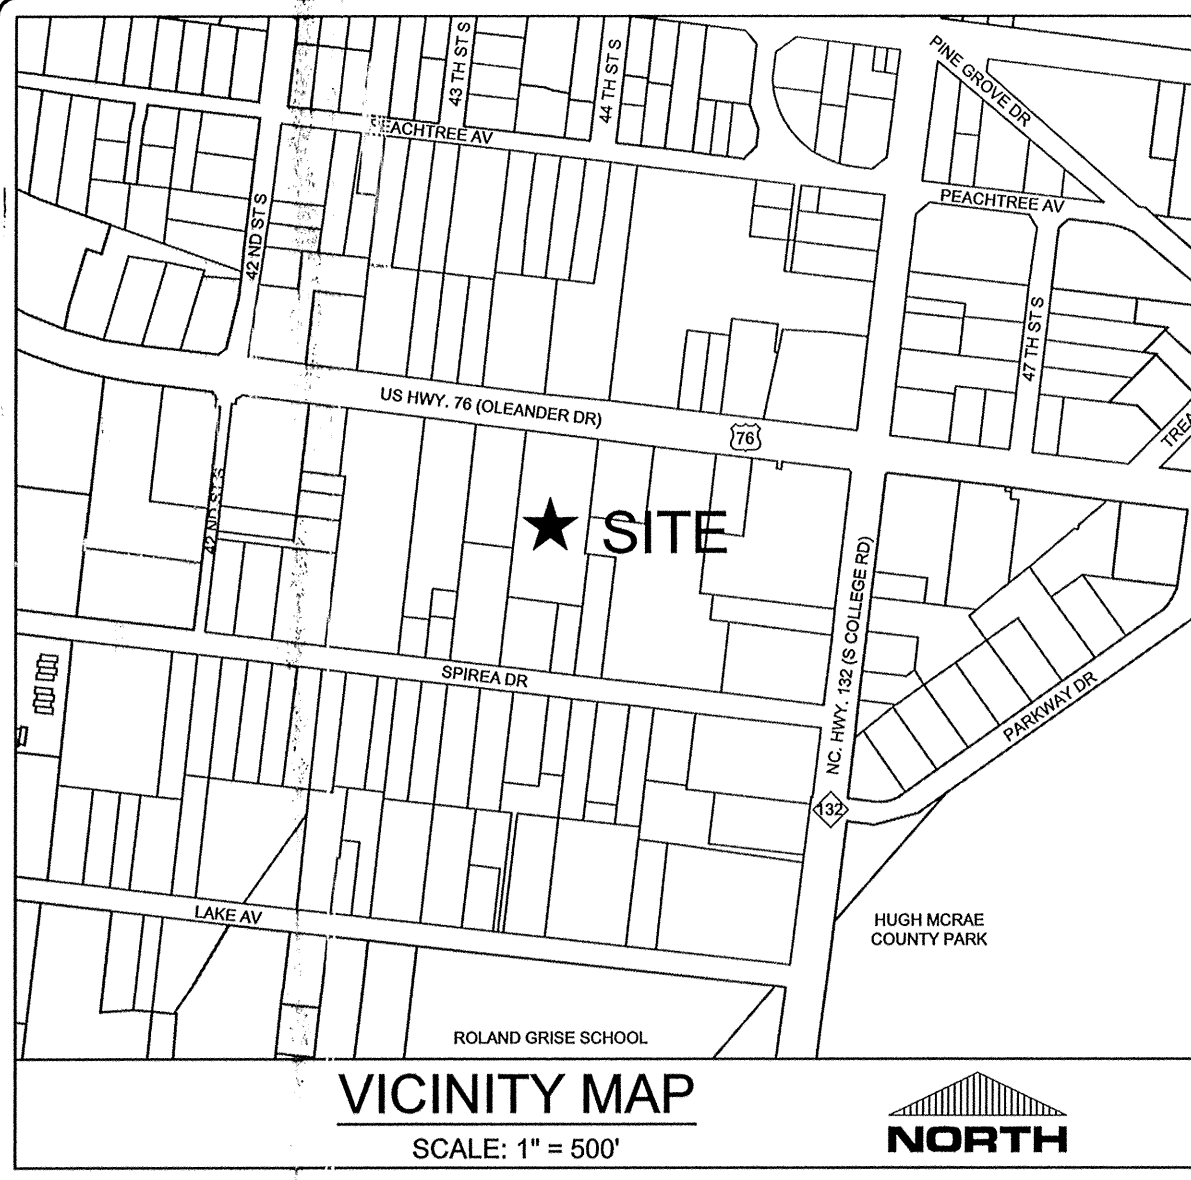 43 TH ST S
44 TH ST S
PINE GROVE DR
PEACHTREE AV
PEACHTREE AV
42 ND ST S
47 TH ST S
US HWY. 76 (OLEANDER DR)
76
42 ND ST S
SITE
NC. HWY. 132 (S COLLEGE RD)
SPIREA DR
PARKWAY DR
132
LAKE AV
HUGH MCRAE
COUNTY PARK
ROLAND GRISE SCHOOL
VICINITY MAP
SCALE: 1" = 500'
NORTH